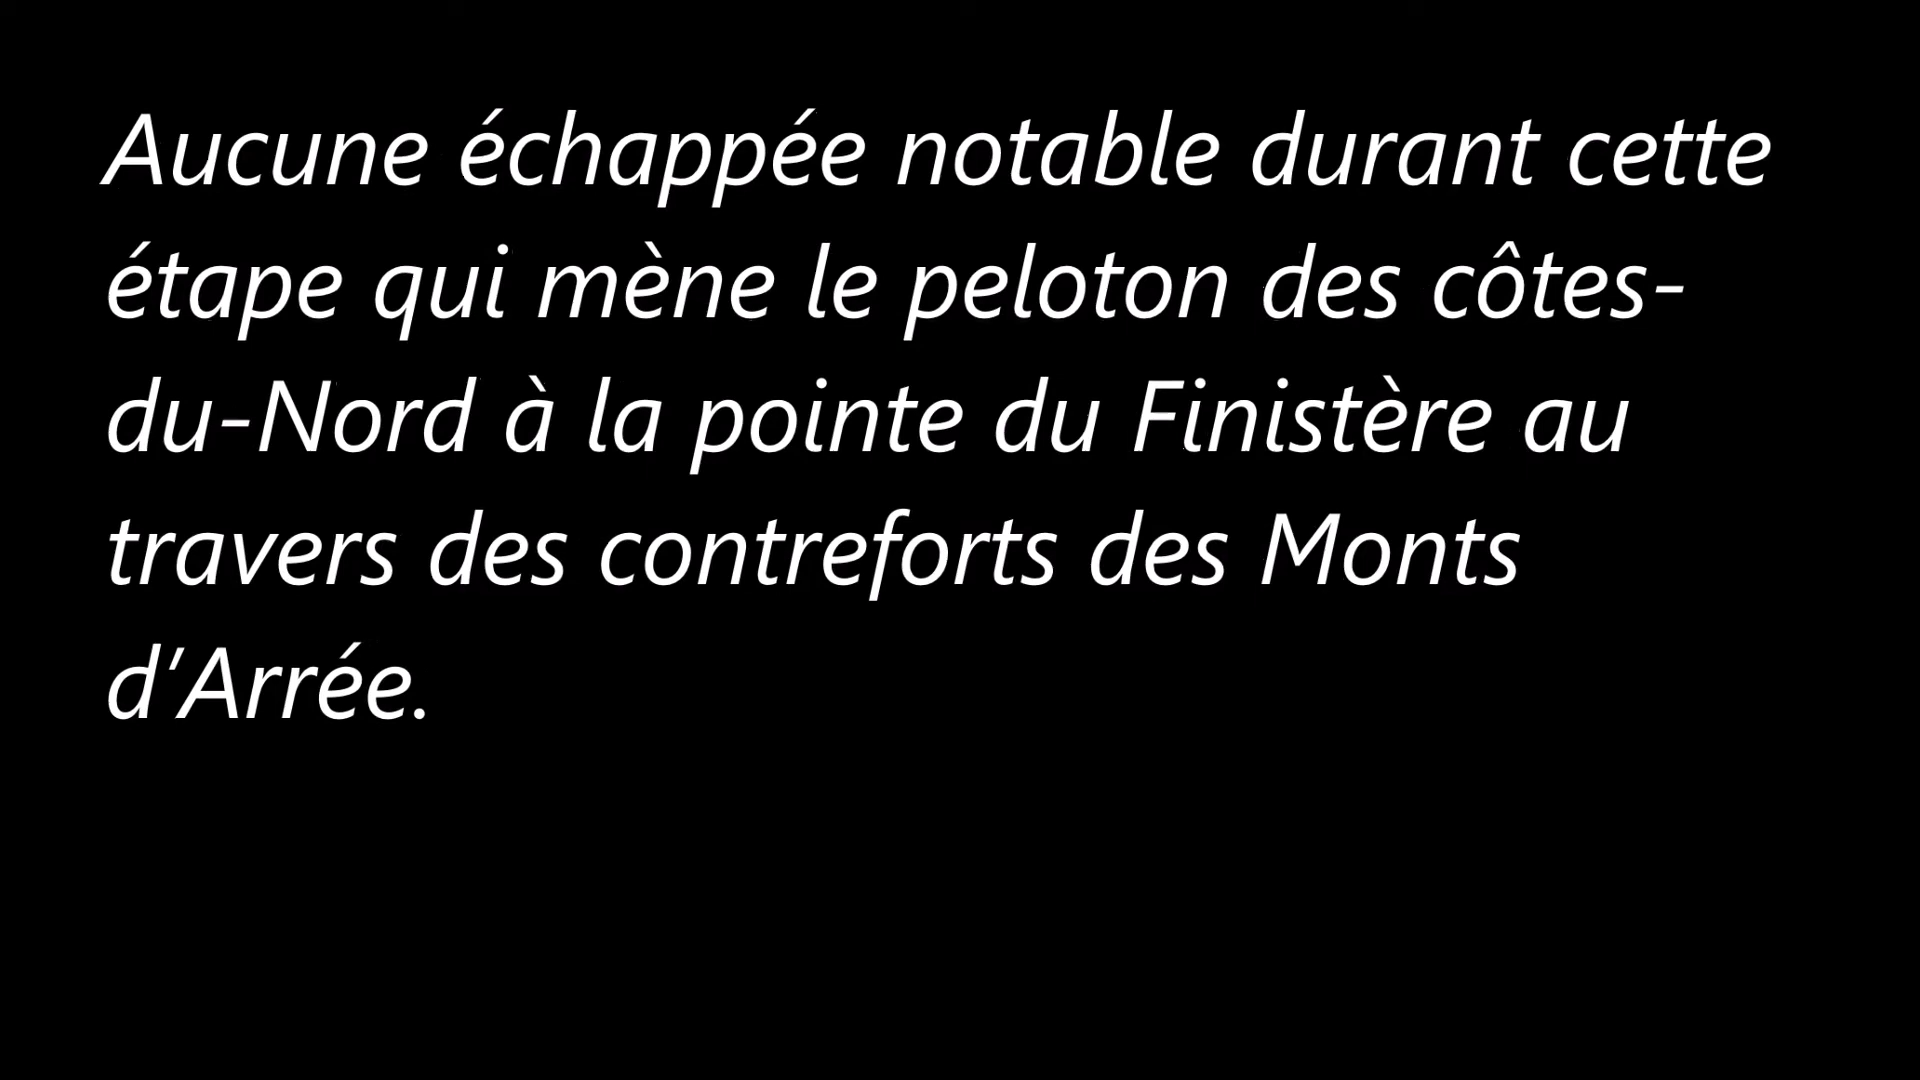 Aucune échappée notable durant cette
étape qui mène le peloton des côtes-
du-Nord à la pointe du Finistère au
travers des contreforts des Monts
d'Arrée.